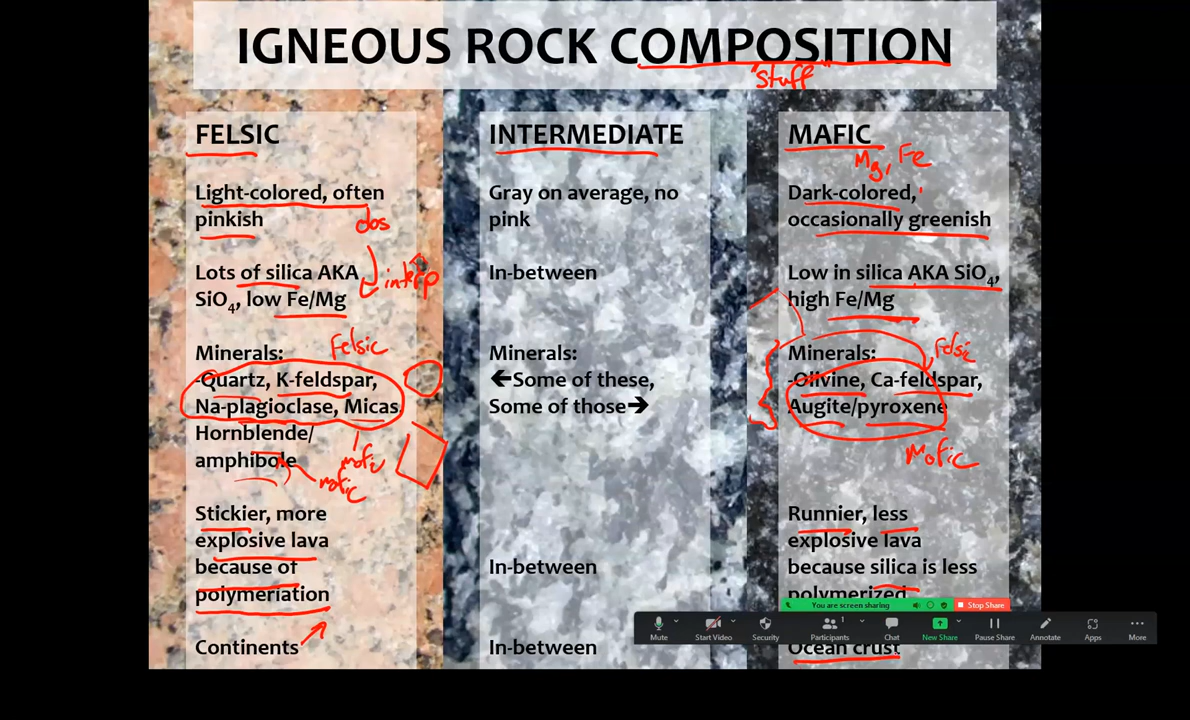 IGNEOUS ROCK COMPOSITION
"Stuff"
FELSIC
Light-colored, often
pinkish
dos
Lots of silica AKA
SiO₄, low Fe/Mg
Felsic
Minerals:
-Quartz, K-feldspar,
Na-plagioclase, Micas
Hornblende/
amphibole
mafic
mafic
Stickier, more
explosive lava
because of
polymeriation
Continents
INTERMEDIATE
Gray on average, no
pink
In-between
Minerals:
←Some of these,
Some of those→
In-between
In-between
MAFIC
Mg, Fe
Dark-colored,
occasionally greenish
Low in silica AKA SiO₄,
high Fe/Mg
Felsic
Minerals:
-Olivine, Ca-feldspar,
Augite/pyroxene
Mafic
Runnier, less
explosive lava
because silica is less
polymerized
Ocean crust
You are screen sharing
Stop Share
Mute
Start Video
Security
1
Participants
Chat
New Share
Pause Share
Annotate
Apps
More